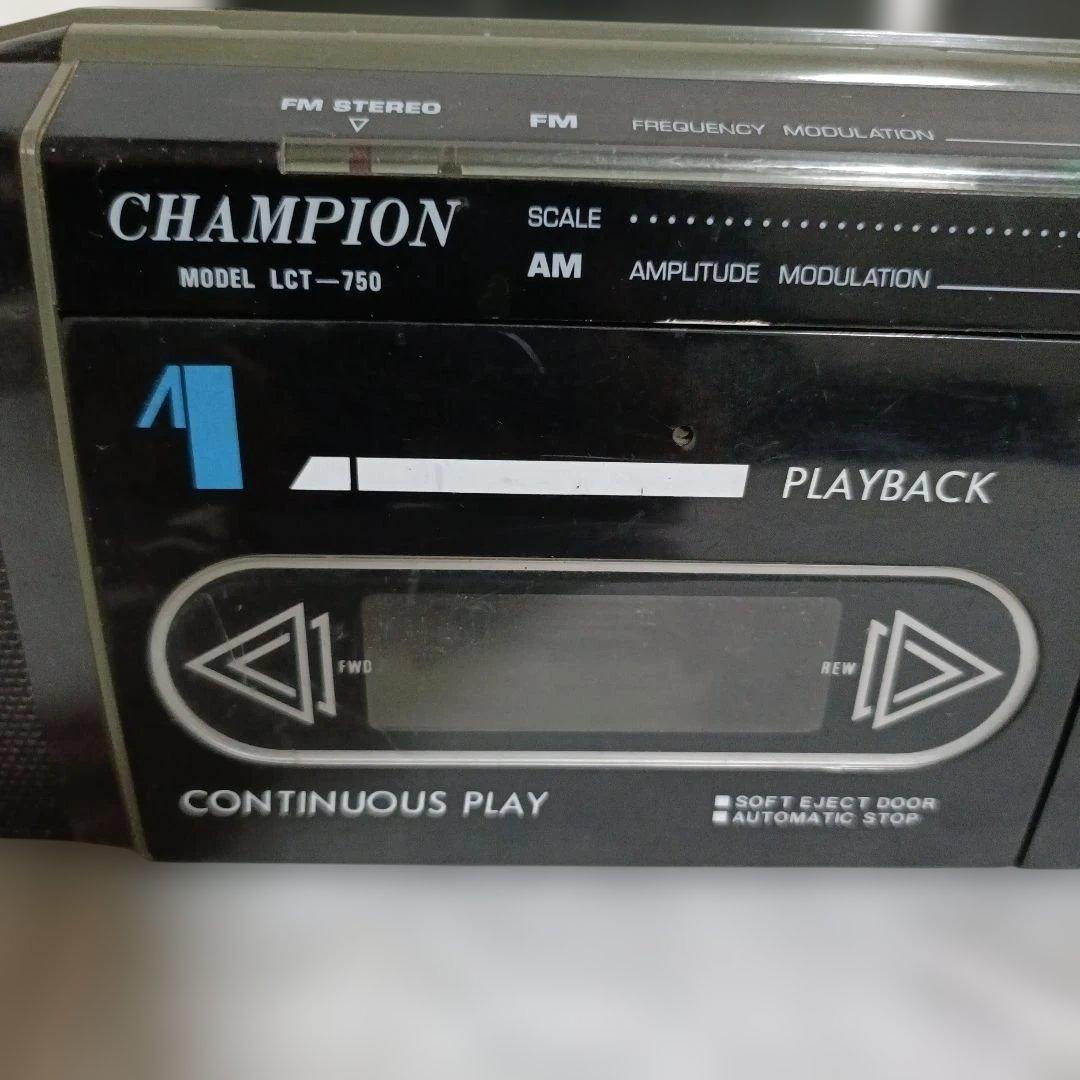 FM STEREO
FM FREQUENCY MODULATION
CHAMPION
MODEL LCT—750
SCALE
AM AMPLITUDE MODULATION
1
PLAYBACK
FWD
REW
CONTINUOUS PLAY
SOFT EJECT DOOR
AUTOMATIC STOP